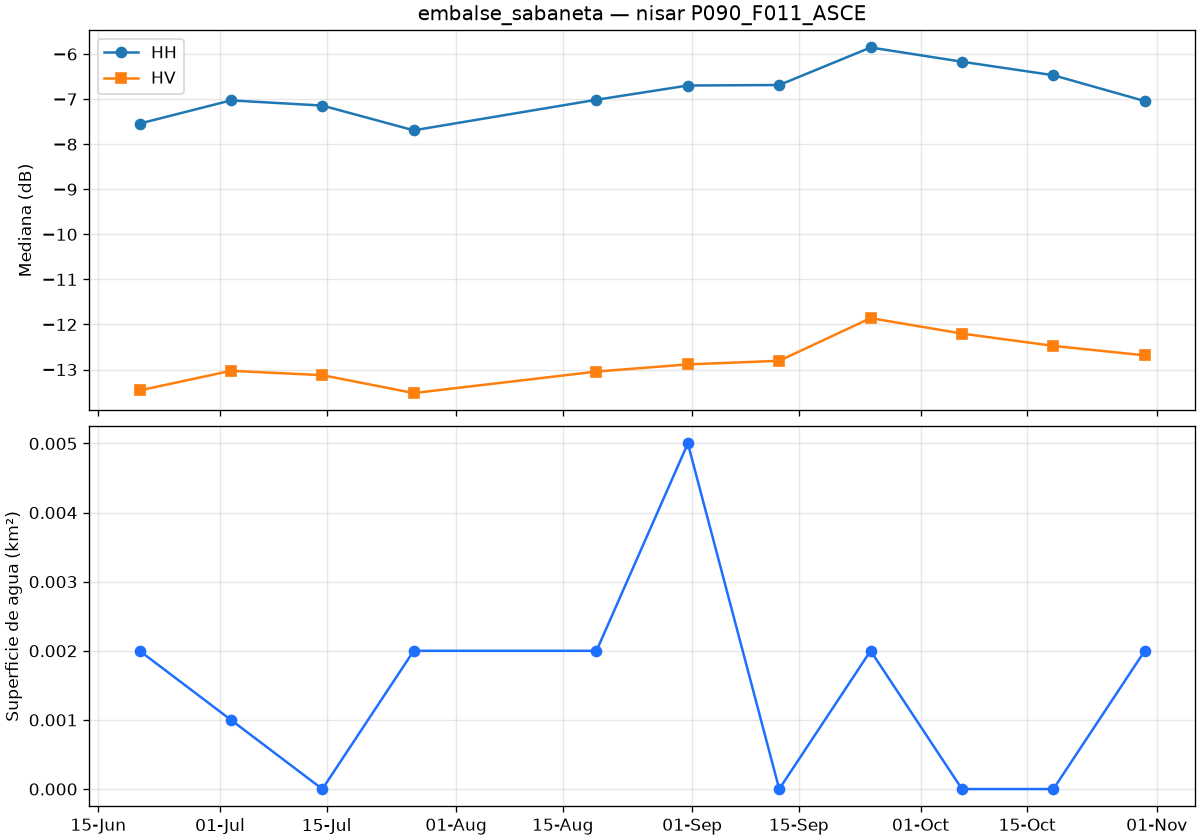 embalse_sabaneta — nisar P090_F011_ASCE
HH
HV
Mediana (dB)
−6
−7
−8
−9
−10
−11
−12
−13
Superficie de agua (km²)
0.005
0.004
0.003
0.002
0.001
0.000
15-Jun 01-Jul 15-Jul 01-Aug 15-Aug 01-Sep 15-Sep 01-Oct 15-Oct 01-Nov